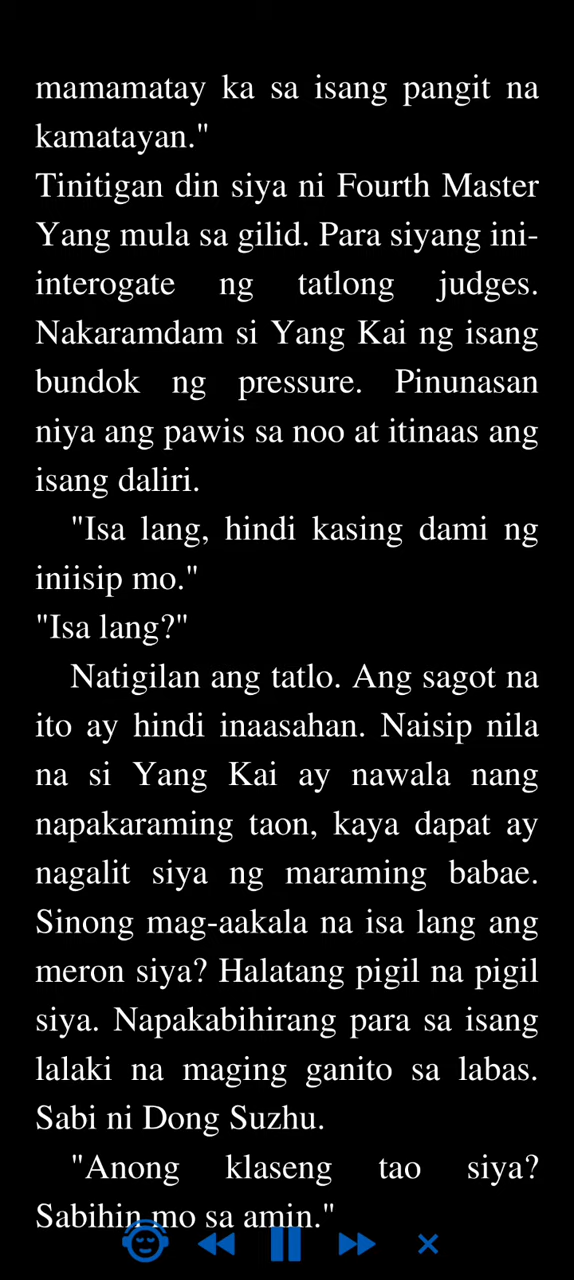 mamamatay ka sa isang pangit na
kamatayan."
Tinitigan din siya ni Fourth Master
Yang mula sa gilid. Para siyang ini-
interogate ng tatlong judges.
Nakaramdam si Yang Kai ng isang
bundok ng pressure. Pinunasan
niya ang pawis sa noo at itinaas ang
isang daliri.
"Isa lang, hindi kasing dami ng
iniisip mo."
"Isa lang?"
Natigilan ang tatlo. Ang sagot na
ito ay hindi inaasahan. Naisip nila
na si Yang Kai ay nawala nang
napakaraming taon, kaya dapat ay
nagalit siya ng maraming babae.
Sinong mag-aakala na isa lang ang
meron siya? Halatang pigil na pigil
siya. Napakabihirang para sa isang
lalaki na maging ganito sa labas.
Sabi ni Dong Suzhu.
"Anong klaseng tao siya?
Sabihin mo sa amin."